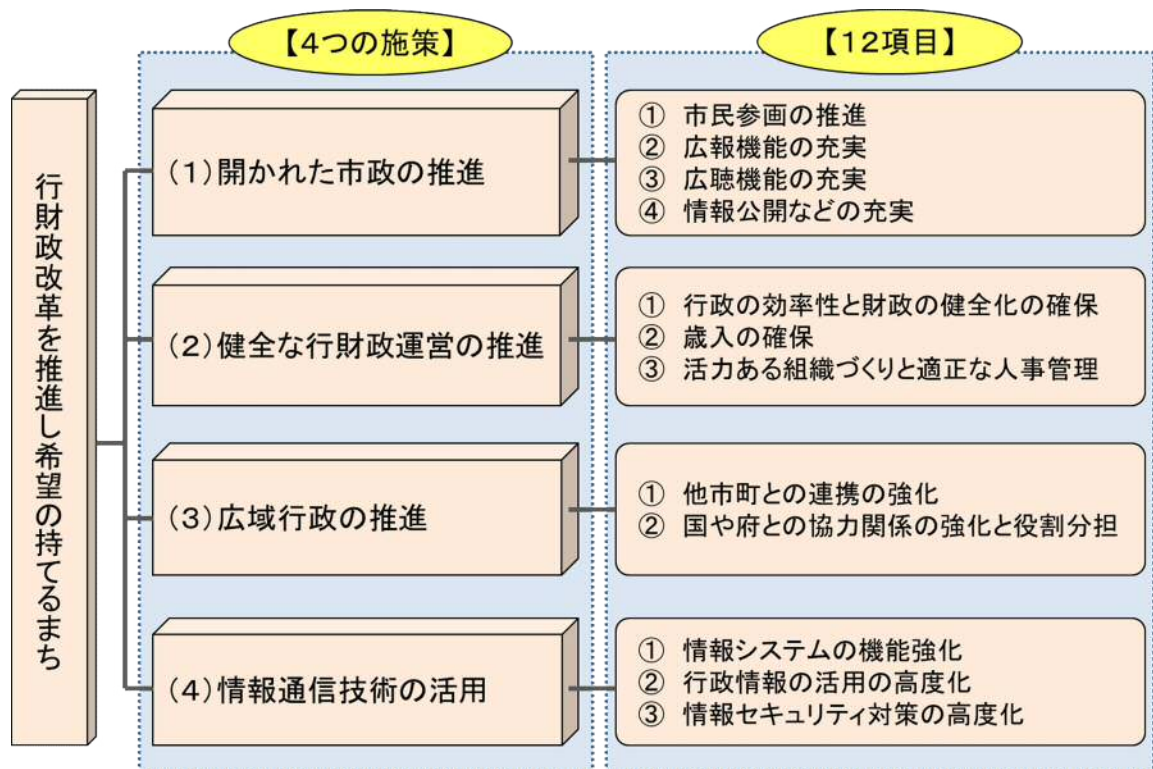 【4つの施策】
【12項目】
行財政改革を推進し希望の持てるまち
(1)開かれた市政の推進
① 市民参画の推進
② 広報機能の充実
③ 広聴機能の充実
④ 情報公開などの充実
(2)健全な行財政運営の推進
① 行政の効率性と財政の健全化の確保
② 歳入の確保
③ 活力ある組織づくりと適正な人事管理
(3)広域行政の推進
① 他市町との連携の強化
② 国や府との協力関係の強化と役割分担
(4)情報通信技術の活用
① 情報システムの機能強化
② 行政情報の活用の高度化
③ 情報セキュリティ対策の高度化